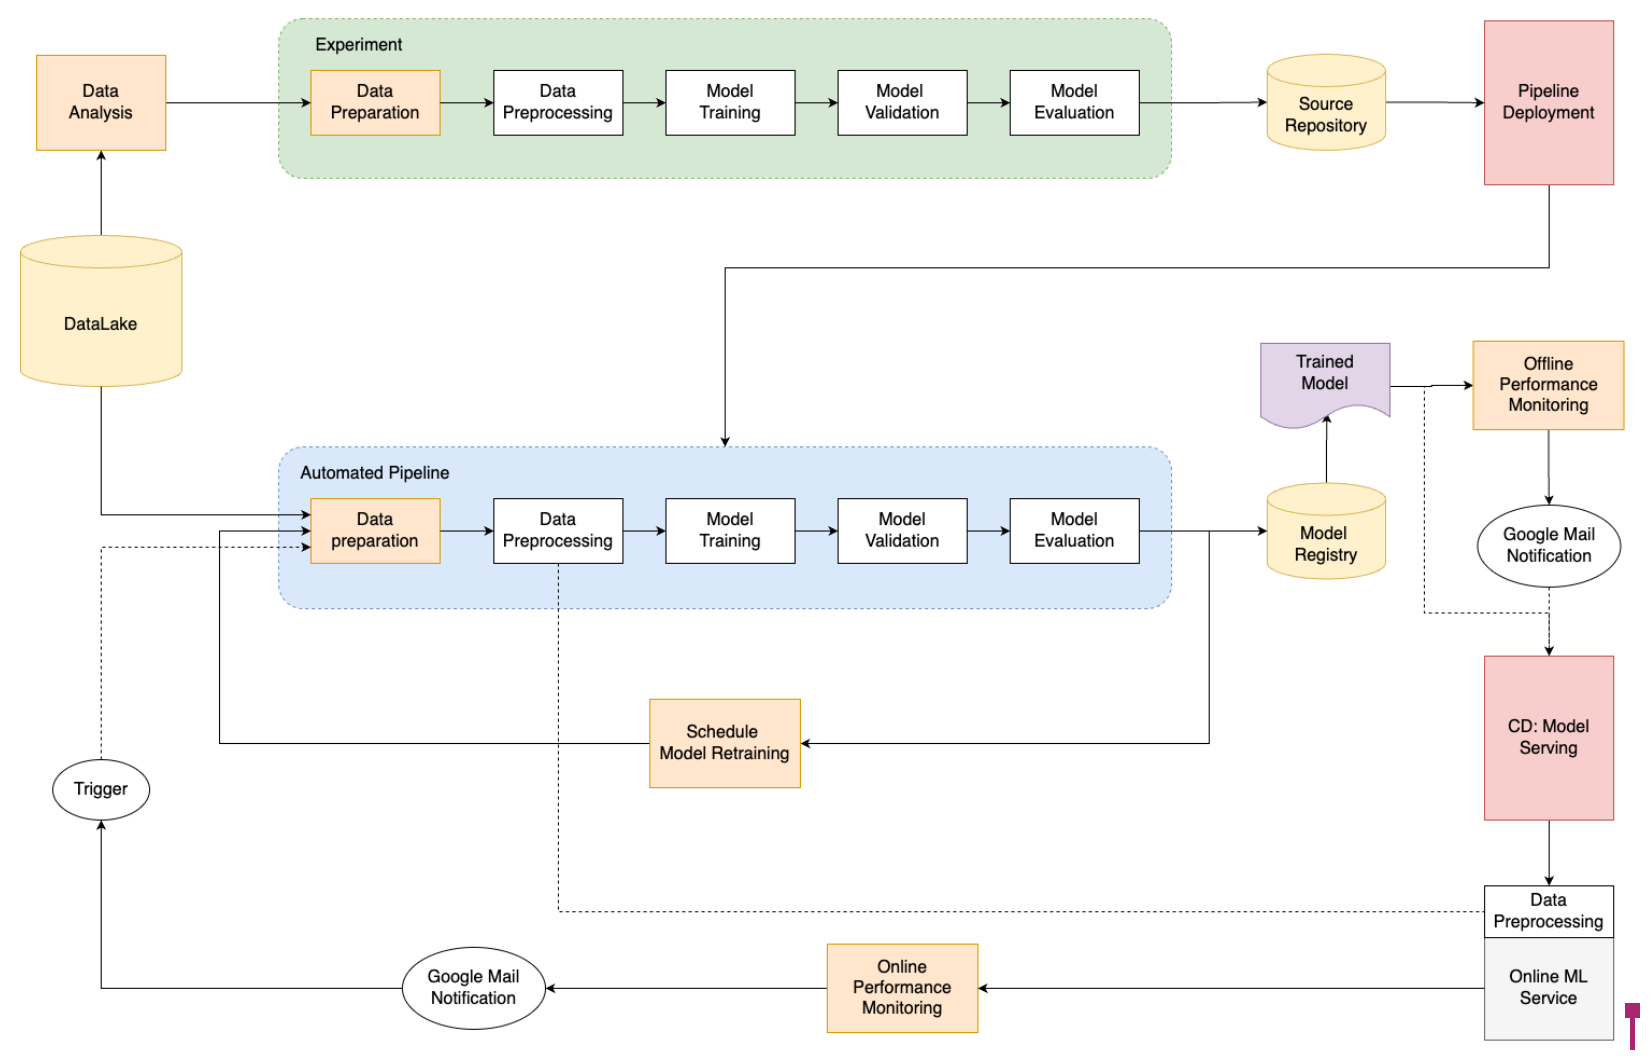 Experiment
Data
Analysis
Data
Preparation
Data
Preprocessing
Model
Training
Model
Validation
Model
Evaluation
Source
Repository
Pipeline
Deployment
DataLake
Trained
Model
Offline
Performance
Monitoring
Automated Pipeline
Data
preparation
Data
Preprocessing
Model
Training
Model
Validation
Model
Evaluation
Model
Registry
Google Mail
Notification
Schedule
Model Retraining
CD: Model
Serving
Trigger
Data
Preprocessing
Online ML
Service
Online
Performance
Monitoring
Google Mail
Notification